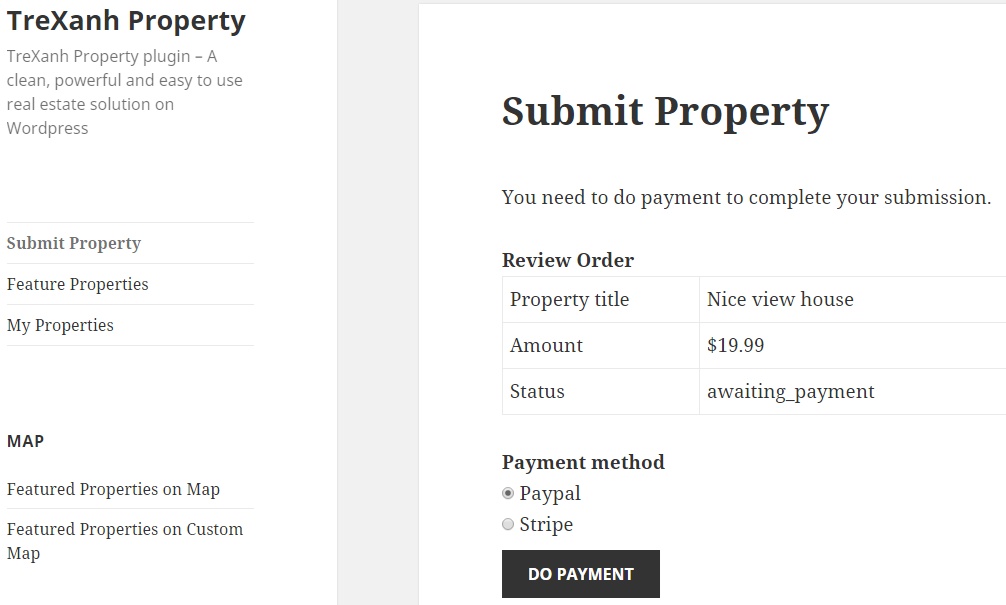 TreXanh Property
TreXanh Property plugin – A
clean, powerful and easy to use
real estate solution on
Wordpress
Submit Property
Feature Properties
My Properties
MAP
Featured Properties on Map
Featured Properties on Custom
Map
Submit Property
You need to do payment to complete your submission.
Review Order
Property title Nice view house
Amount $19.99
Status awaiting_payment
Payment method
Paypal
Stripe
DO PAYMENT